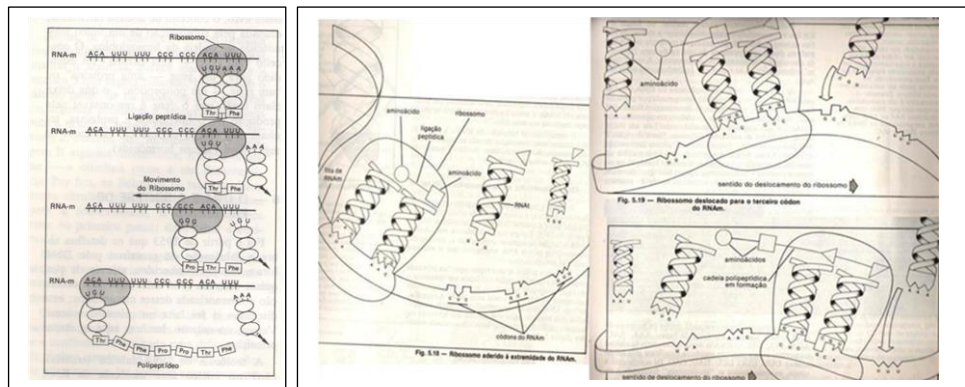 Ribossomo
RNA-m ACA UUU UUU CCC CCC ACA UUU
UGUAAA
Thr Phe
Ligação peptídica
RNA-m ACA UUU UUU CCC CCC ACA UUU
UGU
AAA
Thr Phe
Movimento
do Ribossomo
RNA-m ACA UUU UUU CCC CCC ACA UUU
GGG
UGU
Pro Thr Phe
RNA-m ACA UUU UUU CCC CCC ACA UUU
UGU
AAA
Thr Phe Phe Pro Pro Thr Phe
Polipeptídeo
aminoácido
ribossomo
ligação
peptídica
aminoácido
fita de
RNAm
RNAt
códons do RNAm
Fig. 5.18 — Ribossomo aderido à extremidade do RNAm.
aminoácido
sentido do deslocamento do ribossomo
Fig. 5.19 — Ribossomo deslocado para o terceiro códon
do RNAm.
aminoácidos
cadeia polipeptídica
em formação
sentido de deslocamento do ribossomo